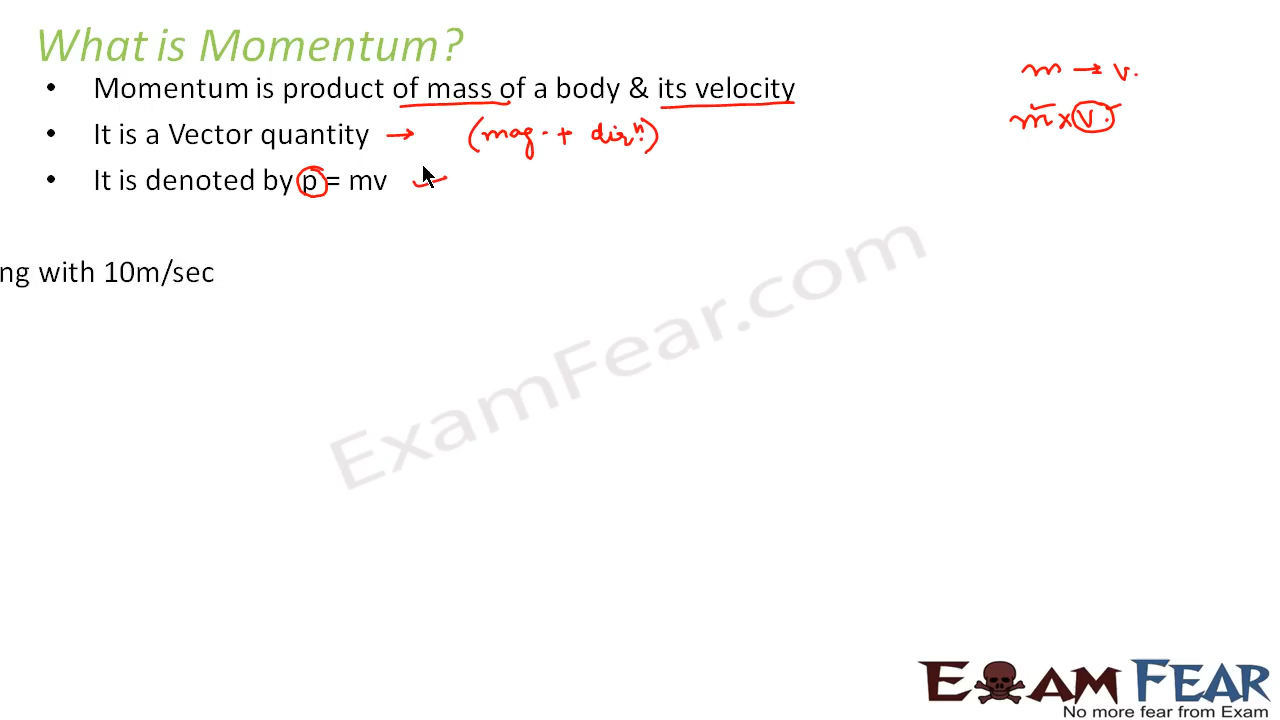 What is Momentum?
• Momentum is product of mass of a body & its velocity
m → v.
• It is a Vector quantity → (mag. + dirⁿ.)
m × v.
• It is denoted by p = mv
ng with 10m/sec
ExamFear.com
EXAM FEAR
No more fear from Exam